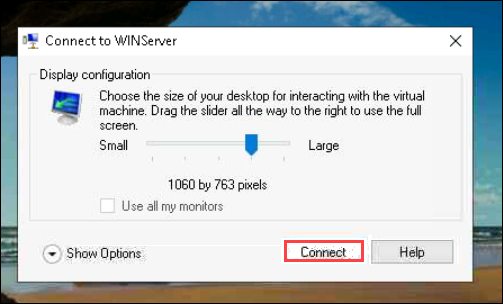 Connect to WINServer
Display configuration
Choose the size of your desktop for interacting with the virtual
machine. Drag the slider all the way to the right to use the full
screen.
Small Large
1060 by 763 pixels
Use all my monitors
Show Options Connect Help